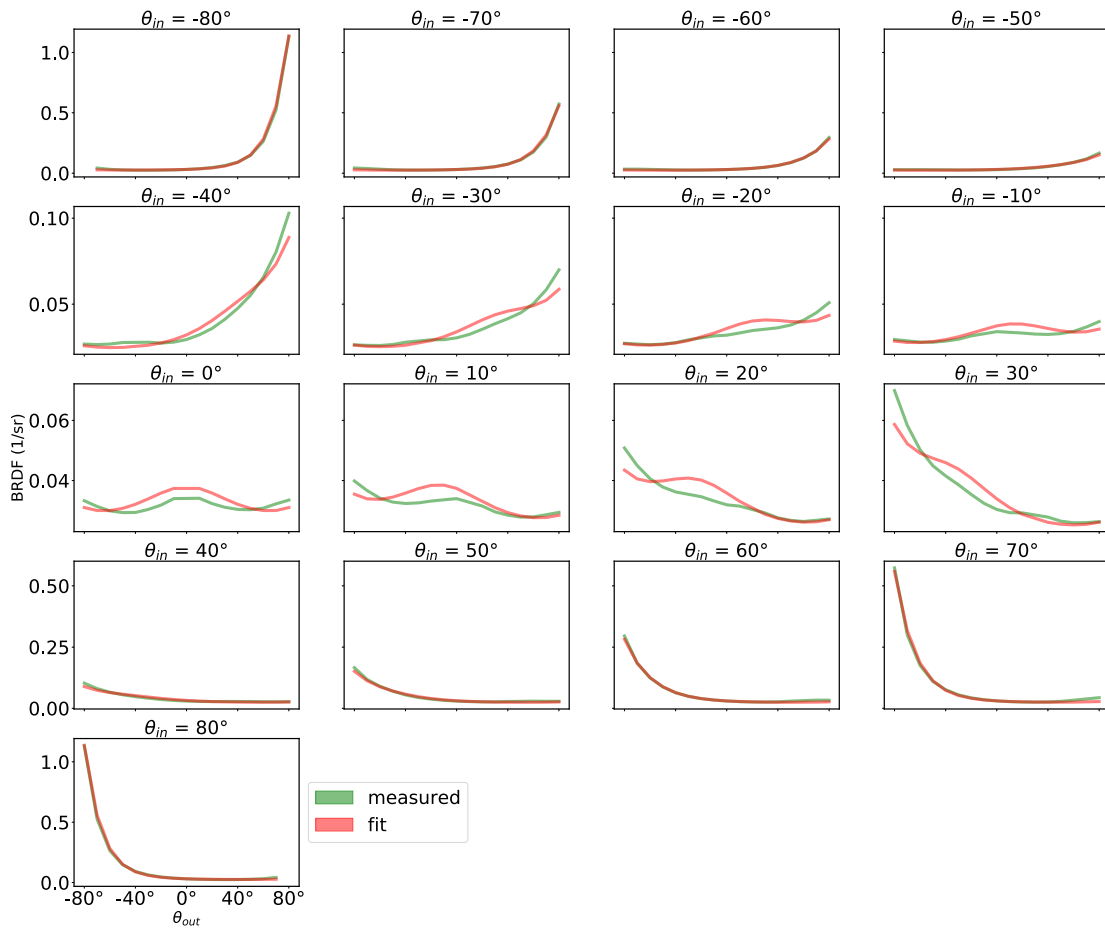 θin = -80° θin = -70° θin = -60° θin = -50°
1.0
0.5
0.0
θin = -40° θin = -30° θin = -20° θin = -10°
0.10
0.05
θin = 0° θin = 10° θin = 20° θin = 30°
BRDF (1/sr)
0.06
0.04
θin = 40° θin = 50° θin = 60° θin = 70°
0.50
0.25
0.00
θin = 80°
1.0
0.5
0.0
-80° -40° 0° 40° 80°
θout
measured
fit